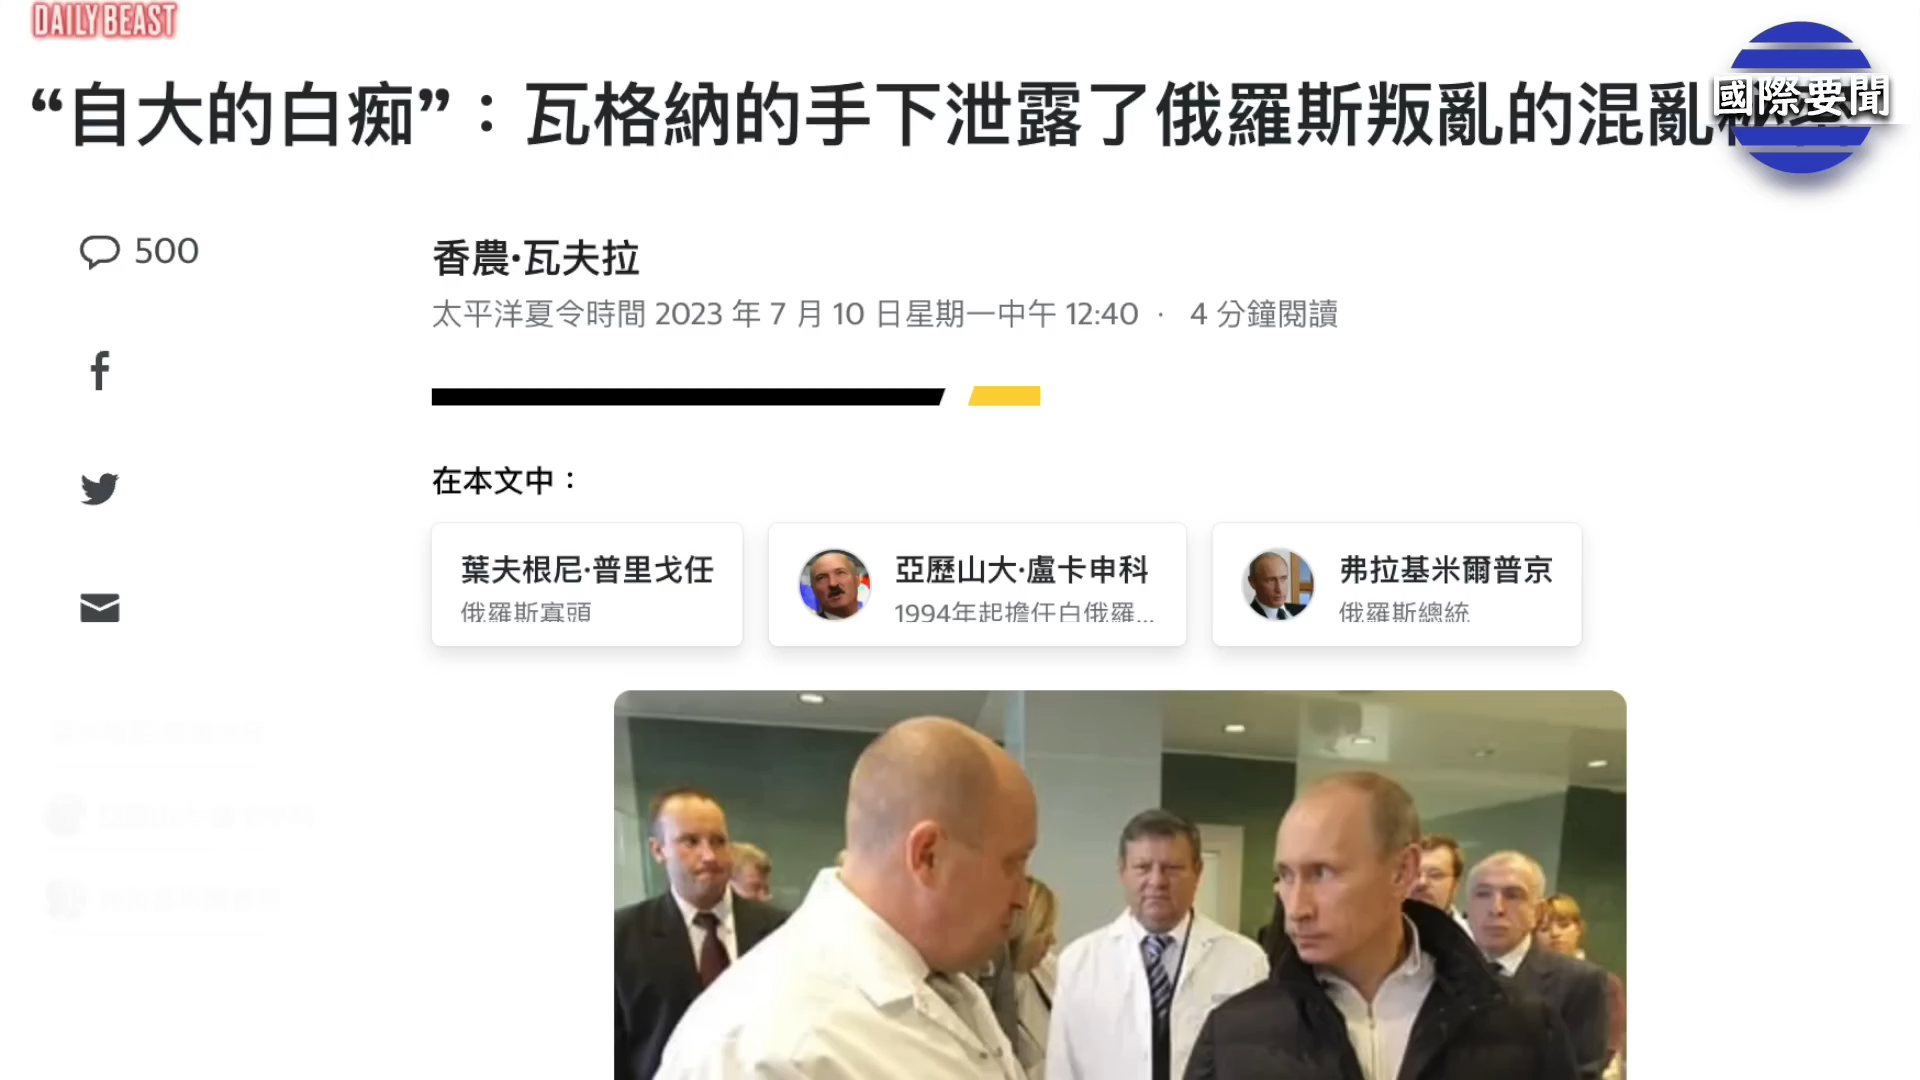 DAILY BEAST
“自大的白痴”：瓦格納的手下泄露了俄羅斯叛亂的混亂
國際要聞
500
香農·瓦夫拉
太平洋夏令時間 2023 年 7 月 10 日星期一中午 12:40 · 4 分鐘閱讀
在本文中：
葉夫根尼·普里戈任
俄羅斯寡頭
亞歷山大·盧卡申科
1994年起擔任白俄羅...
弗拉基米爾普京
俄羅斯總統